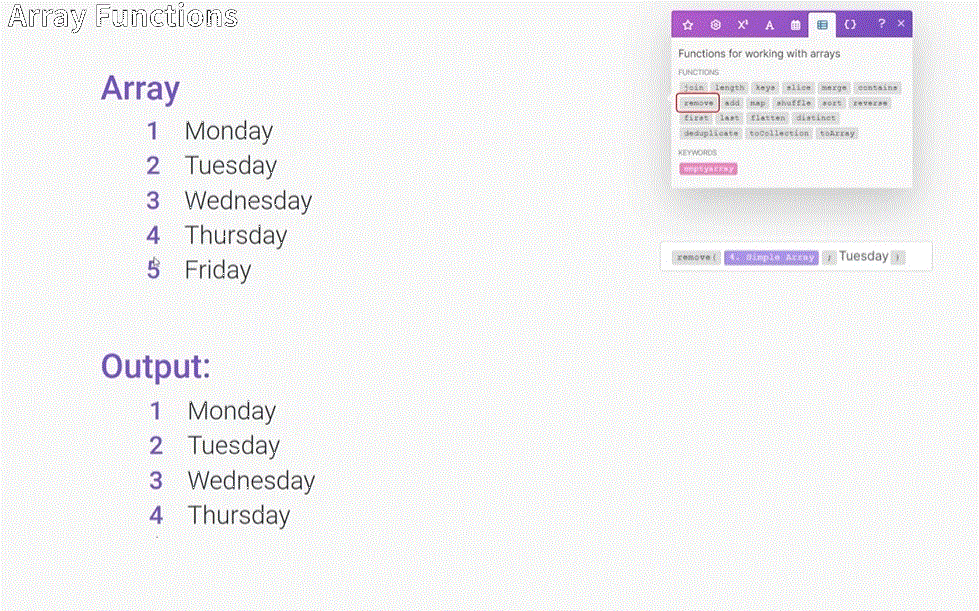 Array Functions
Array
1 Monday
2 Tuesday
3 Wednesday
4 Thursday
5 Friday
Output:
1 Monday
2 Tuesday
3 Wednesday
4 Thursday
? ×
Functions for working with arrays
FUNCTIONS
join length keys slice merge contains
remove add map shuffle sort reverse
first last flatten distinct
deduplicate toCollection toArray
KEYWORDS
emptyarray
remove( 4. Simple Array ; Tuesday )